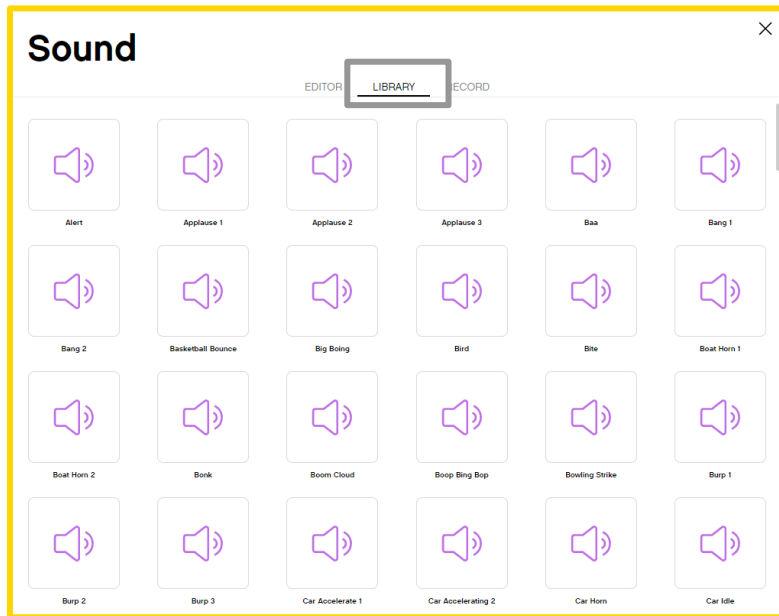 Sound
EDITOR LIBRARY RECORD
Alert Applause 1 Applause 2 Applause 3 Baa Bang 1
Bang 2 Basketball Bounce Big Boing Bird Bite Boat Horn 1
Boat Horn 2 Bonk Boom Cloud Boop Bing Bop Bowling Strike Burp 1
Burp 2 Burp 3 Car Accelerate 1 Car Accelerating 2 Car Horn Car Idle